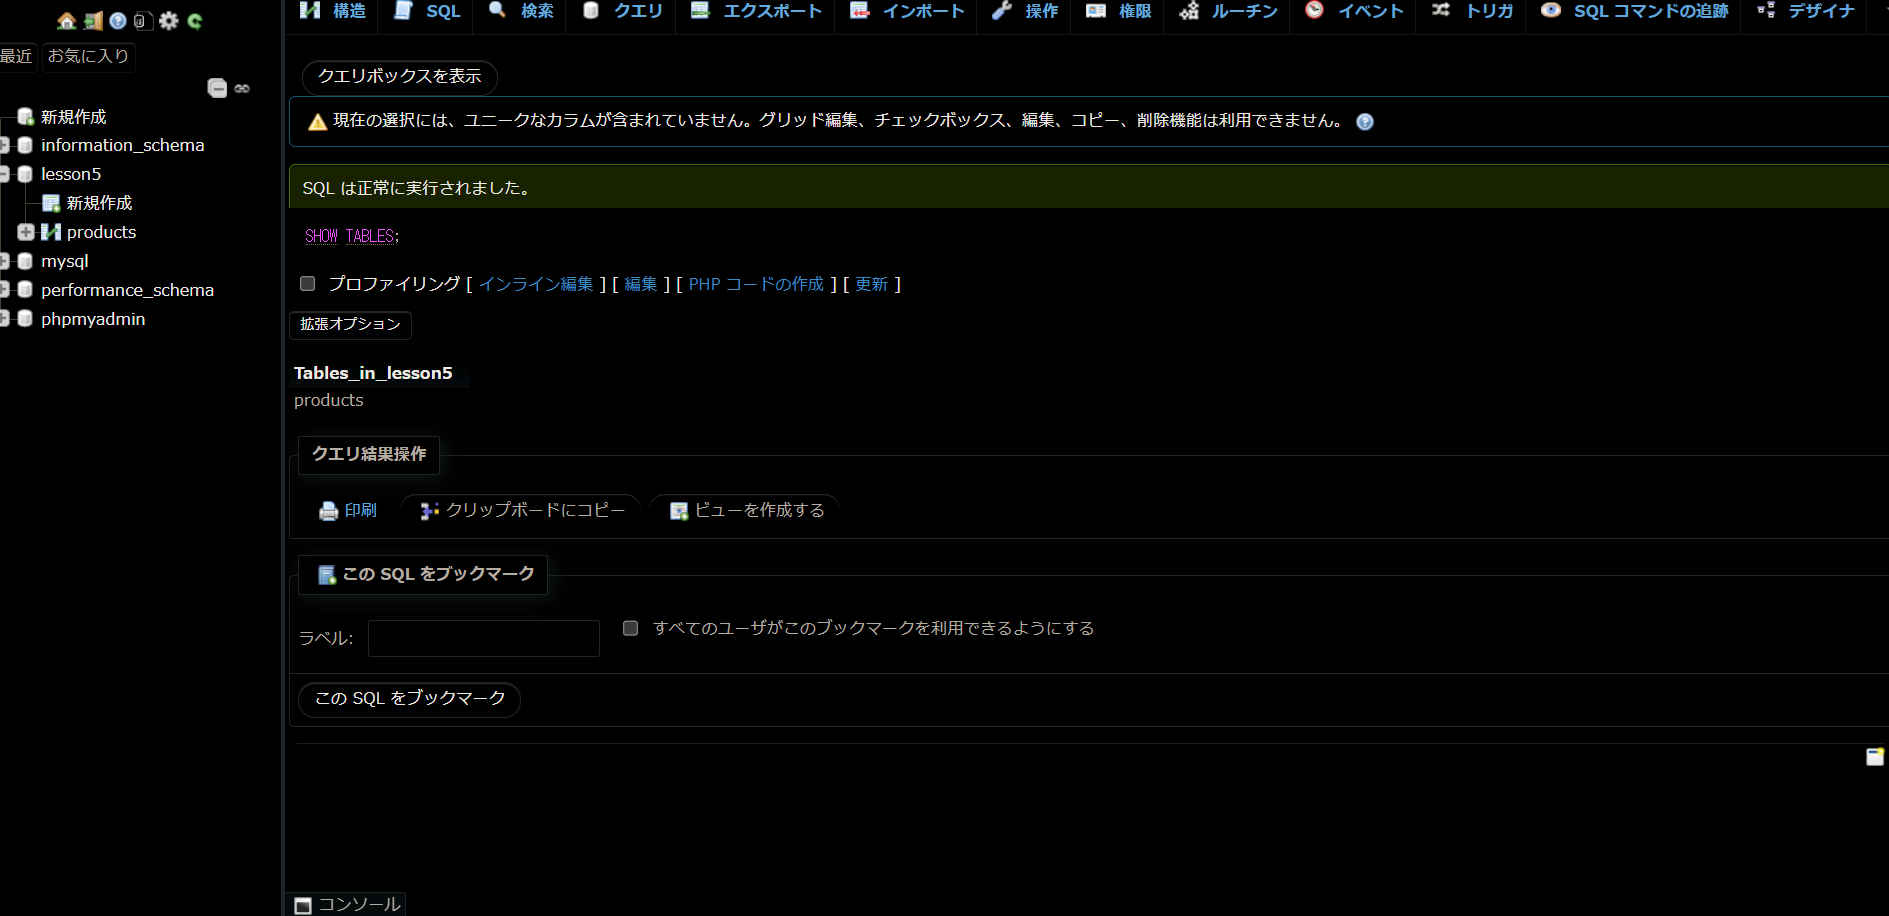 構造 SQL 検索 クエリ エクスポート インポート 操作 権限 ルーチン イベント トリガ SQL コマンドの追跡 デザイナ
最近 お気に入り
新規作成
information_schema
lesson5
新規作成
products
mysql
performance_schema
phpmyadmin
クエリボックスを表示
現在の選択には、ユニークなカラムが含まれていません。グリッド編集、チェックボックス、編集、コピー、削除機能は利用できません。
SQL は正常に実行されました。
SHOW TABLES;
プロファイリング [ インライン編集 ] [ 編集 ] [ PHP コードの作成 ] [ 更新 ]
拡張オプション
Tables_in_lesson5
products
クエリ結果操作
印刷 クリップボードにコピー ビューを作成する
この SQL をブックマーク
ラベル: すべてのユーザがこのブックマークを利用できるようにする
この SQL をブックマーク
コンソール